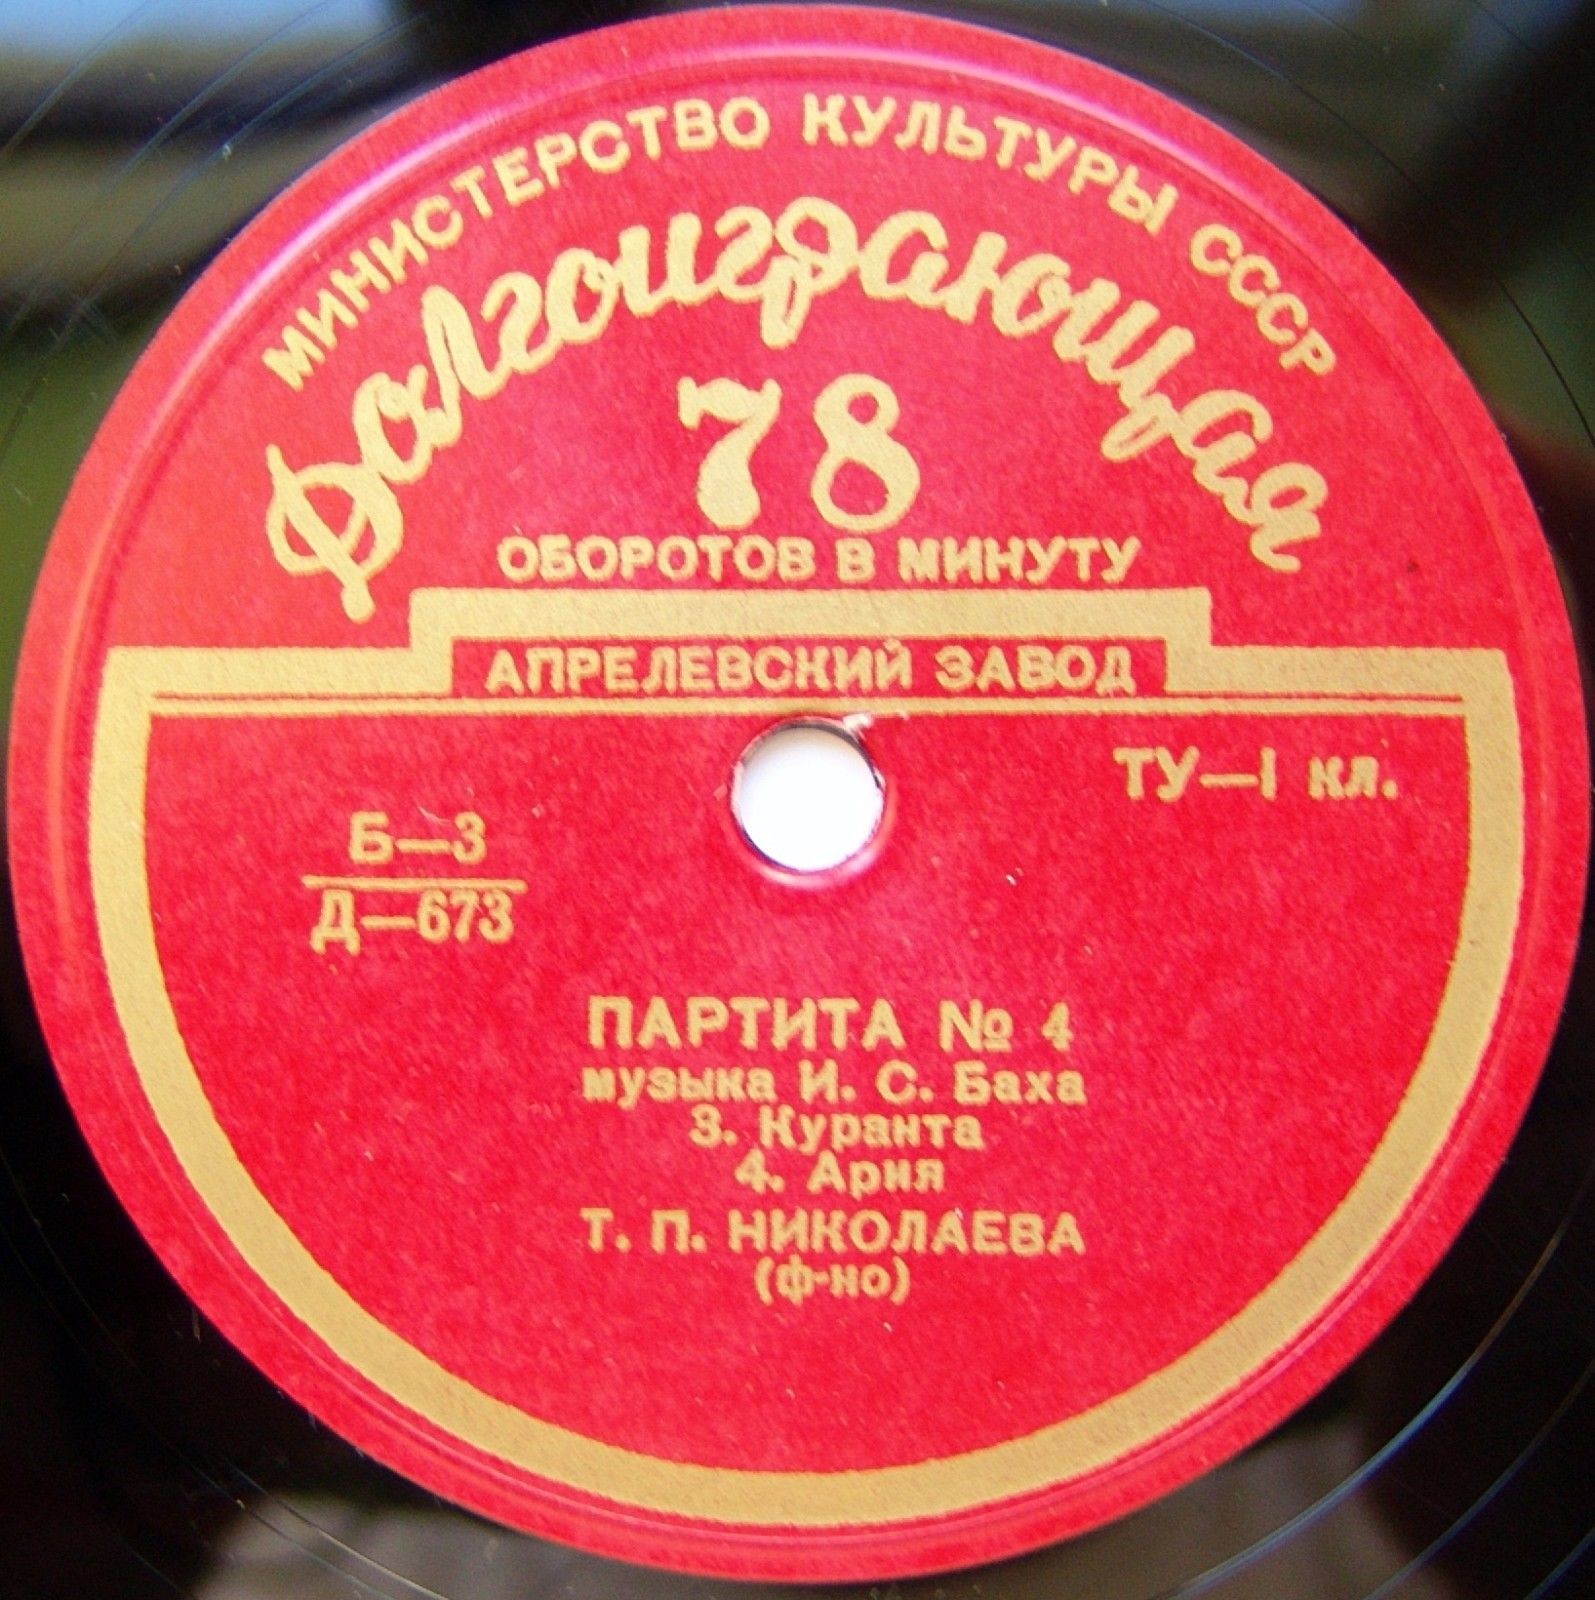 МИНИСТЕРСТВО КУЛЬТУРЫ СССР
Долгоиграющая
78
ОБОРОТОВ В МИНУТУ
АПРЕЛЕВСКИЙ ЗАВОД
ТУ—I кл.
Б—3
Д—673
ПАРТИТА № 4
музыка И. С. Баха
3. Куранта
4. Ария
Т. П. НИКОЛАЕВА
(ф-но)